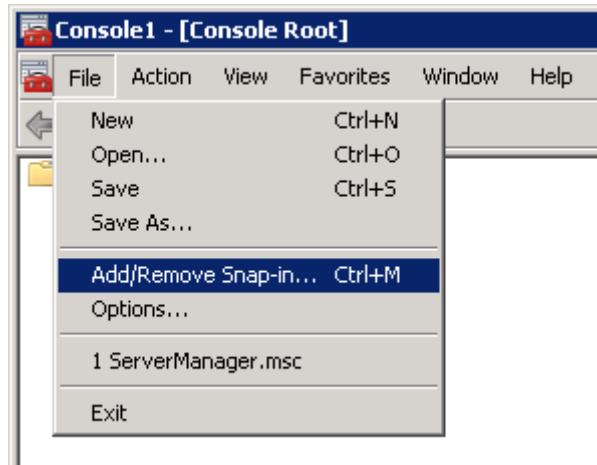 Console1 - [Console Root]
File Action View Favorites Window Help
New Ctrl+N
Open... Ctrl+O
Save Ctrl+S
Save As...
Add/Remove Snap-in... Ctrl+M
Options...
1 ServerManager.msc
Exit